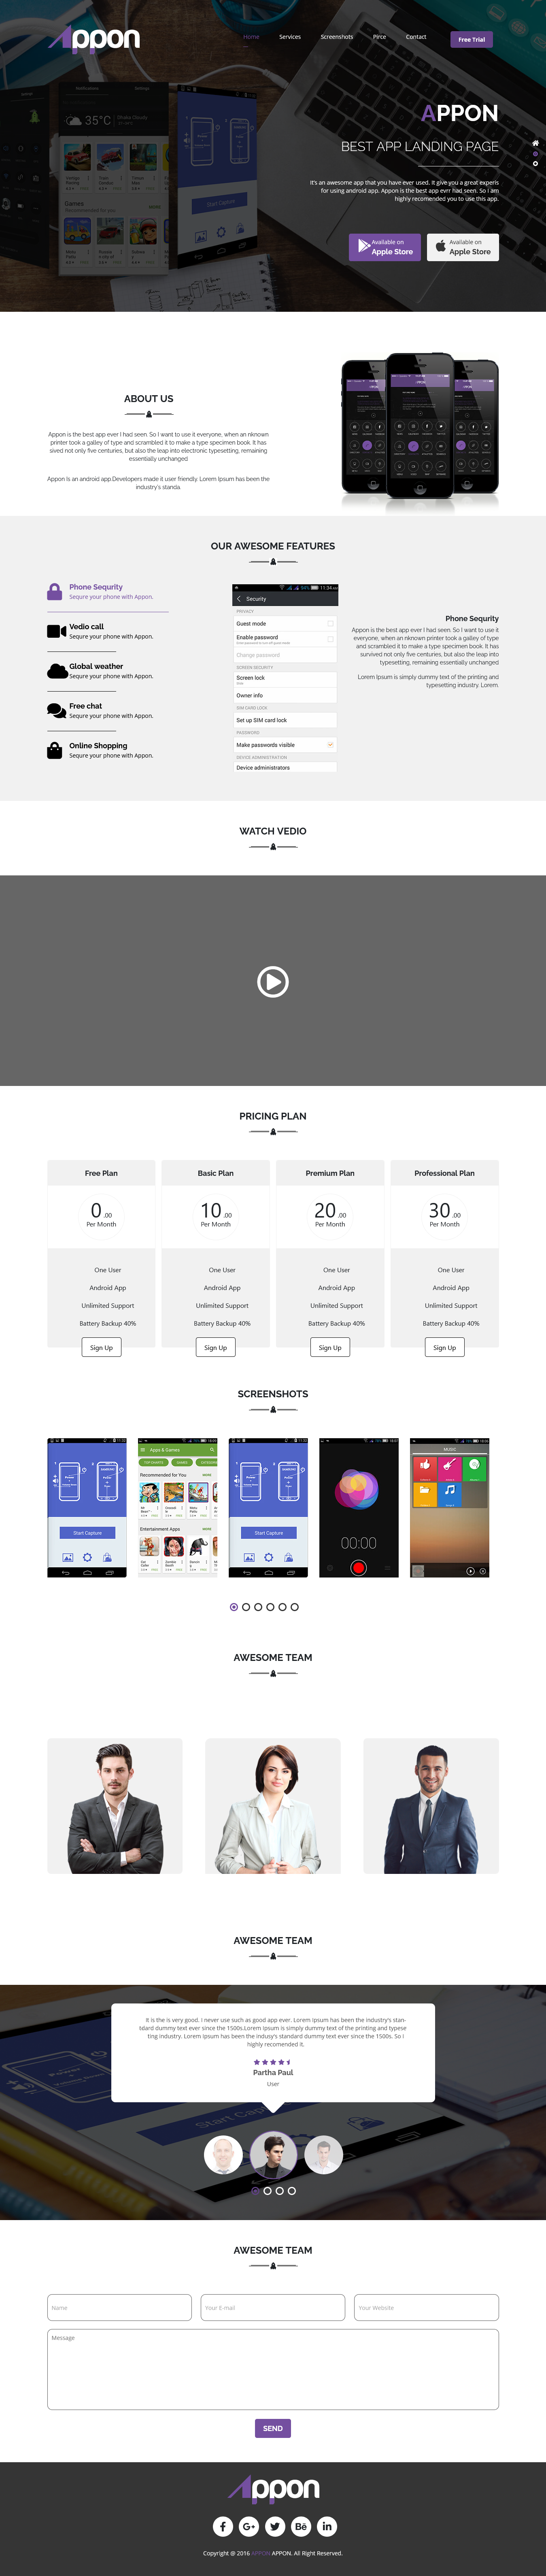 Appon
Home Services Screenshots Pirce Contact Free Trial
35°C
APPON
BEST APP LANDING PAGE
It's an awesome app that you have ever used. It give you a great experis
for using android app. Appon is the best app evrr had seen. So I am
highly recomended you to use this app.
Available on
Apple Store
Available on
Apple Store
Games
Start Capture
ABOUT US
Appon is the best app ever I had seen. So I want to use it everyone, when an nknown
printer took a galley of type and scrambled it to make a type specimen book. It has
sived not only five centuries, but also the leap into electronic typesetting, remaining
essentially unchanged
Appon Is an android app.Developers made it user friendly. Lorem Ipsum has been the
industry's standa.
OUR AWESOME FEATURES
Phone Sequrity
Sequre your phone with Appon.
Vedio call
Sequre your phone with Appon.
Global weather
Sequre your phone with Appon.
Free chat
Sequre your phone with Appon.
Online Shopping
Sequre your phone with Appon.
54% 11:34 AM
Security
PRIVACY
Guest mode
Enable password
Change password
SCREEN SECURITY
Screen lock
Owner info
SIM CARD LOCK
Set up SIM card lock
PASSWORD
Make passwords visible
DEVICE ADMINISTRATION
Device administrators
Phone Sequrity
Appon is the bast app ever I had seen. So I want to use it
everyone, when an nknown printer took a galley of type
and scrambled it to make a type specimen book. It has
survived not only five centuries, but also the leap into
typesetting, remaining essentially unchanged
Lorem Ipsum is simply dummy text of the printing and
typesetting industry. Lorem.
WATCH VEDIO
PRICING PLAN
Free Plan
0.00
Per Month
One User
Android App
Unlimited Support
Battery Backup 40%
Sign Up
Basic Plan
10.00
Per Month
One User
Android App
Unlimited Support
Battery Backup 40%
Sign Up
Premium Plan
20.00
Per Month
One User
Android App
Unlimited Support
Battery Backup 40%
Sign Up
Professional Plan
30.00
Per Month
One User
Android App
Unlimited Support
Battery Backup 40%
Sign Up
SCREENSHOTS
Start Capture
Apps & Games
Recommended for You
Entertainment Apps
Start Capture
00:00
MUSIC
AWESOME TEAM
AWESOME TEAM
It is the is very good. I never use such as good app ever. Lorem Ipsum has been the industry's stan-
tdard dummy text ever since the 1500s.Lorem Ipsum is simply dummy text of the printing and typese
ting industry. Lorem Ipsum has been the induys's standard dummy text ever since the 1500s. So I
highly recomended it.
Partha Paul
User
AWESOME TEAM
Name
Your E-mail
Your Website
Message
SEND
Appon
Copyright @ 2016 APPON APPON. All Right Reserved.